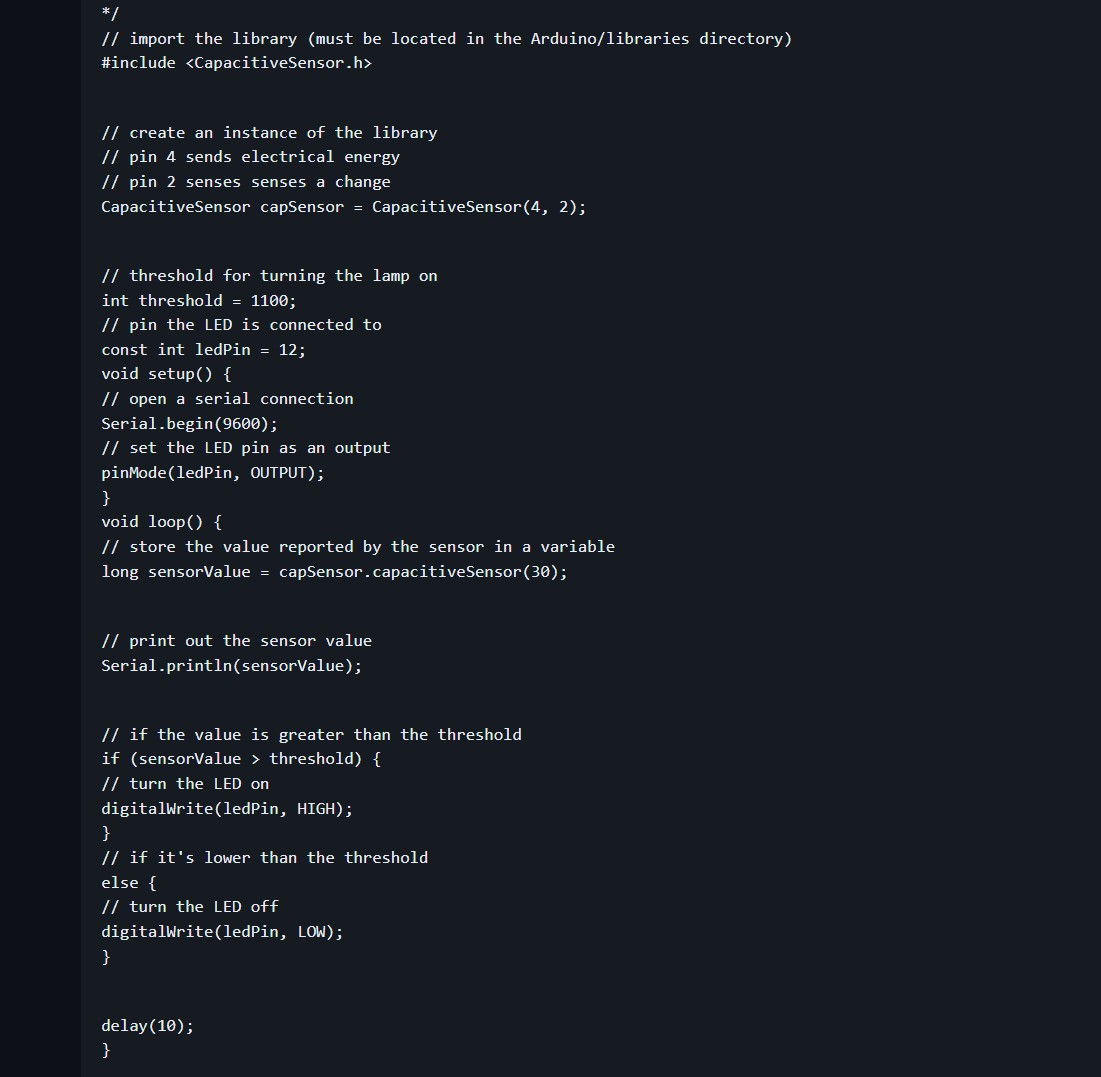 */
// import the library (must be located in the Arduino/libraries directory)
#include <CapacitiveSensor.h>
// create an instance of the library
// pin 4 sends electrical energy
// pin 2 senses senses a change
CapacitiveSensor capSensor = CapacitiveSensor(4, 2);
// threshold for turning the lamp on
int threshold = 1100;
// pin the LED is connected to
const int ledPin = 12;
void setup() {
// open a serial connection
Serial.begin(9600);
// set the LED pin as an output
pinMode(ledPin, OUTPUT);
}
void loop() {
// store the value reported by the sensor in a variable
long sensorValue = capSensor.capacitiveSensor(30);
// print out the sensor value
Serial.println(sensorValue);
// if the value is greater than the threshold
if (sensorValue > threshold) {
// turn the LED on
digitalWrite(ledPin, HIGH);
}
// if it's lower than the threshold
else {
// turn the LED off
digitalWrite(ledPin, LOW);
}
delay(10);
}